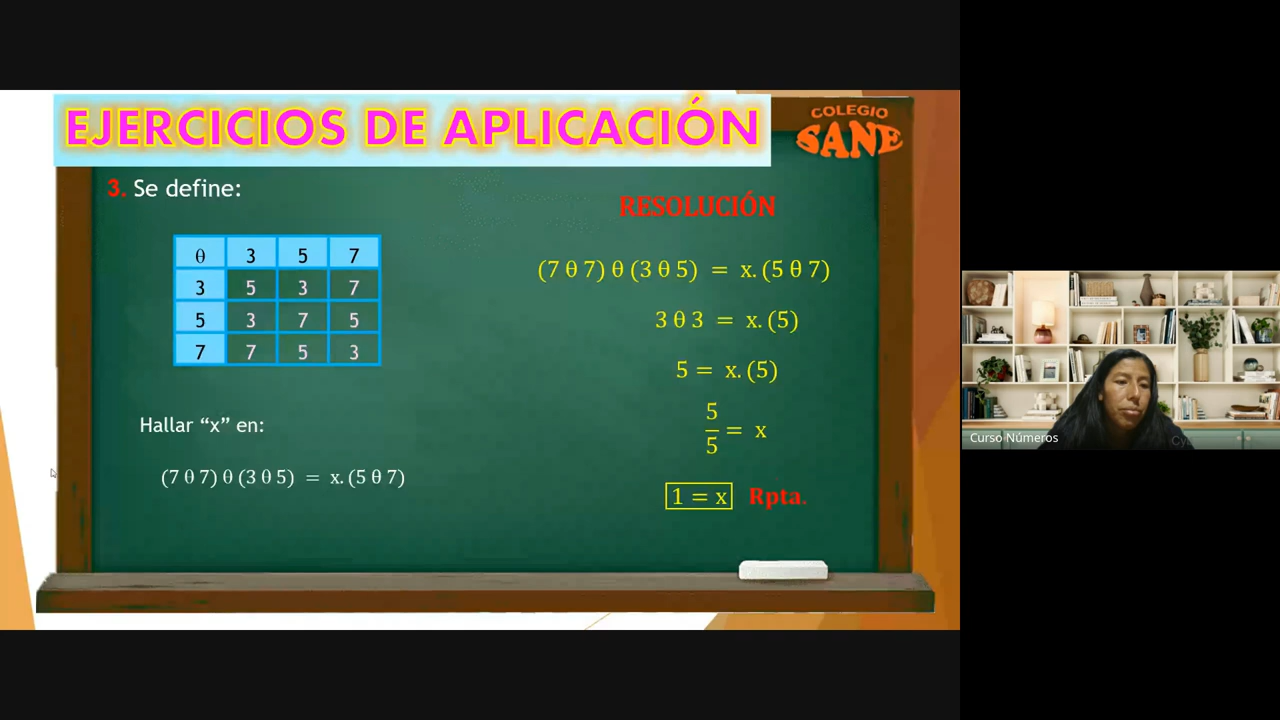 EJERCICIOS DE APLICACIÓN
COLEGIO
SANE
3. Se define:
θ 3 5 7
3 5 3 7
5 3 7 5
7 7 5 3
Hallar “x” en:
(7 θ 7) θ (3 θ 5) = x. (5 θ 7)
RESOLUCIÓN
(7 θ 7) θ (3 θ 5) = x. (5 θ 7)
3 θ 3 = x. (5)
5 = x. (5)
5
5
= x
1 = x Rpta.
Curso Números